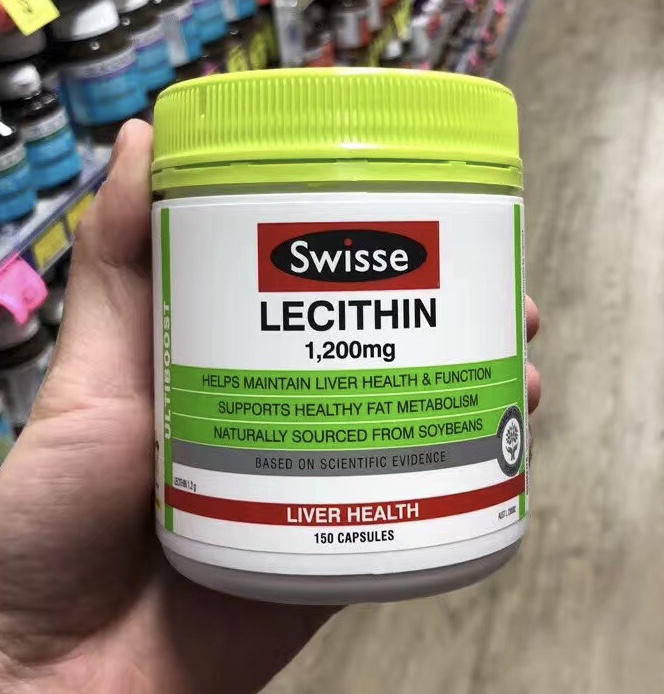 Swisse
LECITHIN
1,200mg
HELPS MAINTAIN LIVER HEALTH & FUNCTION
SUPPORTS HEALTHY FAT METABOLISM
NATURALLY SOURCED FROM SOYBEANS
BASED ON SCIENTIFIC EVIDENCE
LIVER HEALTH
150 CAPSULES
ULTIBOOST